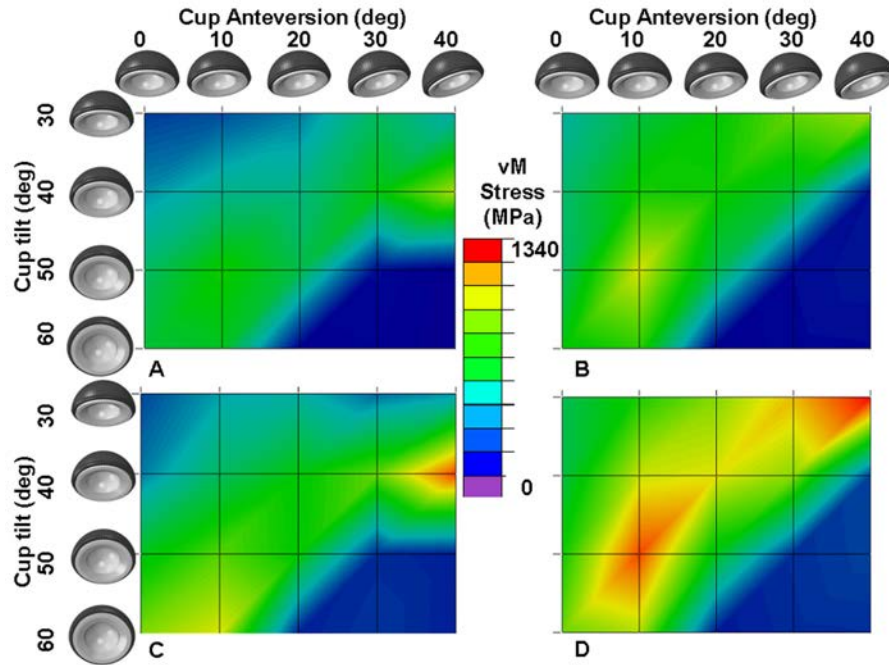 Cup Anteversion (deg)
0 10 20 30 40
Cup Anteversion (deg)
0 10 20 30 40
Cup tilt (deg)
30
40
50
60
vM
Stress
(MPa)
1340
0
A
B
Cup tilt (deg)
30
40
50
60
C
D